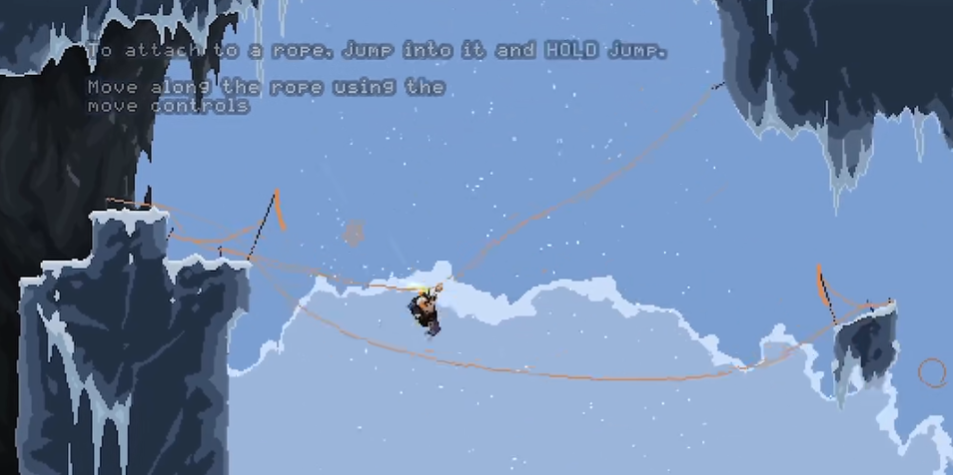 To attach to a rope, Jump into it and HOLD Jump.
Move along the rope using the
move controls